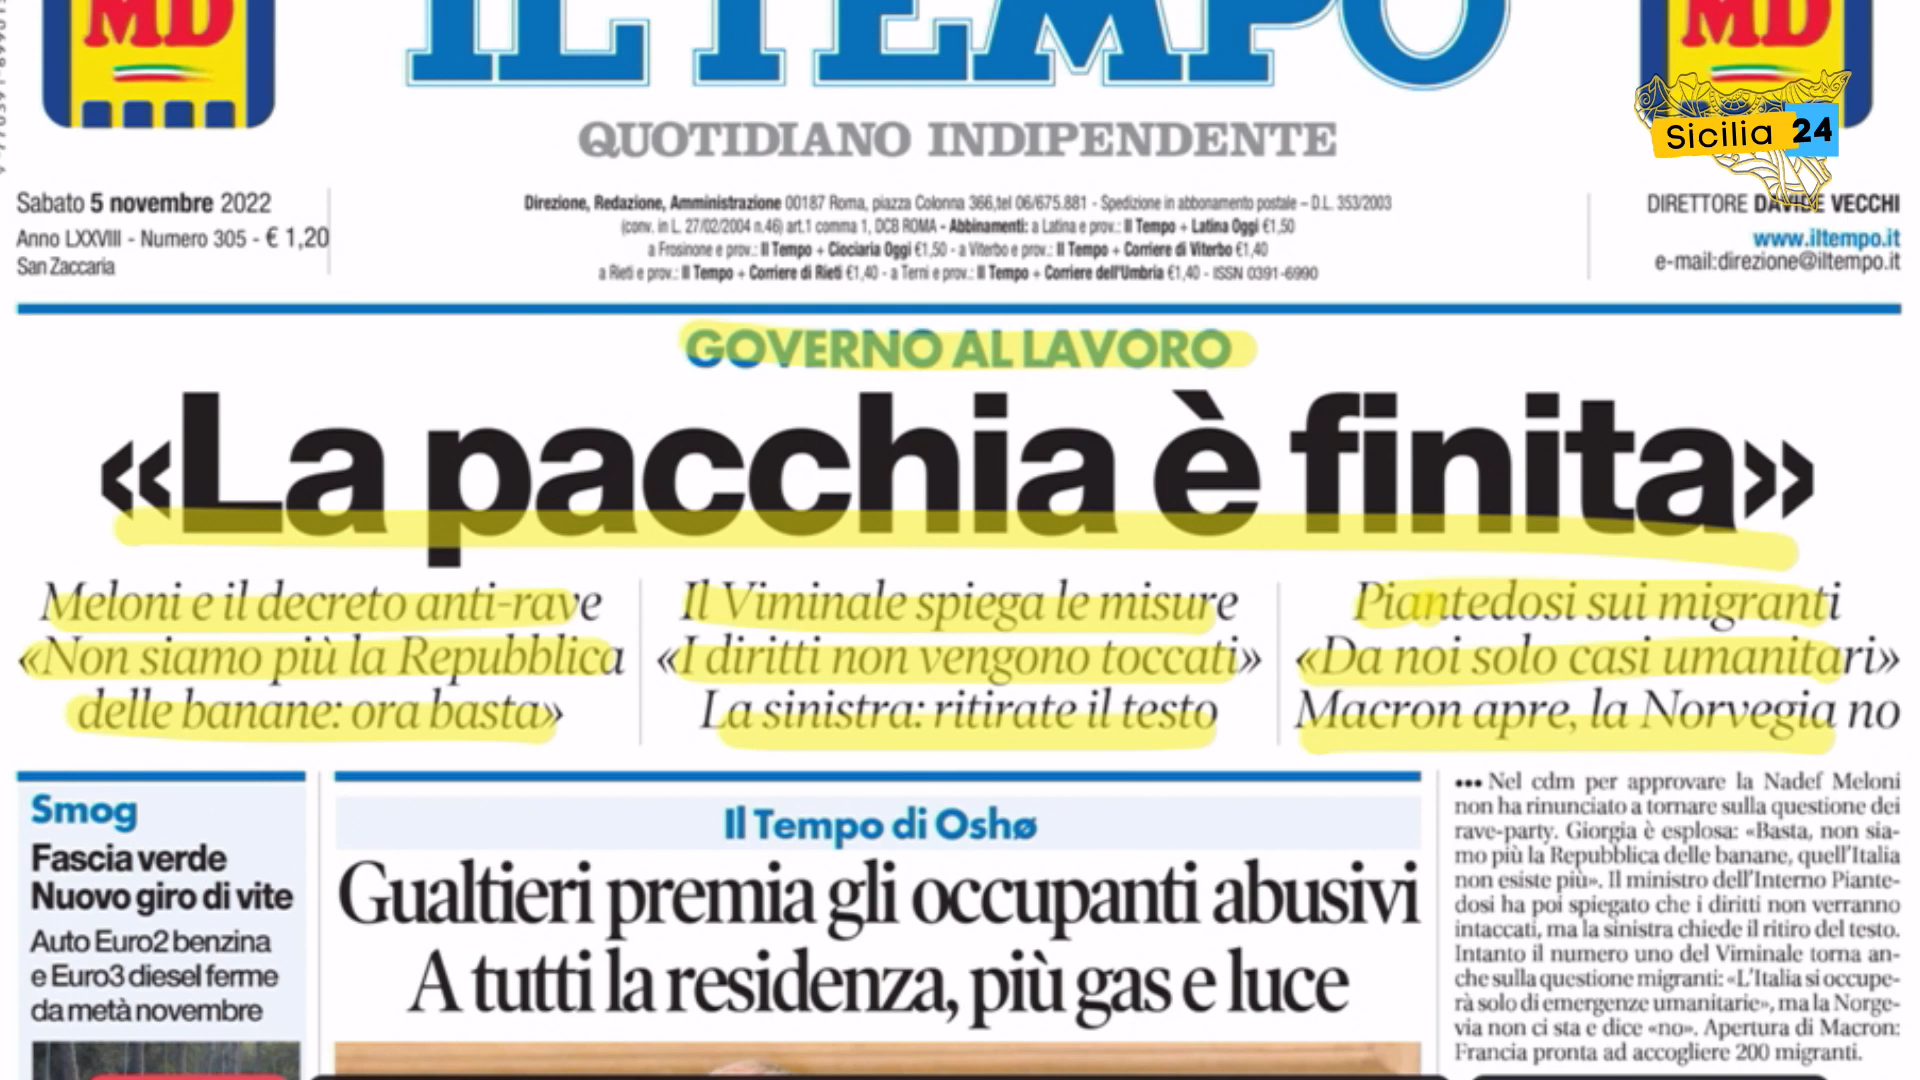 MD
IL TEMPO
MD
QUOTIDIANO INDIPENDENTE
Sicilia 24
Sabato 5 novembre 2022
Anno LXXVIII - Numero 305 - € 1,20
San Zaccaria
Direzione, Redazione, Amministrazione 00187 Roma, piazza Colonna 366,tel 06/675.881 - Spedizione in abbonamento postale – D.L. 353/2003
(conv. in L. 27/02/2004 n.46) art.1 comma 1, DCB ROMA - Abbinamenti: a Latina e prov.: Il Tempo + Latina Oggi €1,50
a Frosinone e prov.: Il Tempo + Ciociaria Oggi €1,50 - a Viterbo e prov.: Il Tempo + Corriere di Viterbo €1,40
a Rieti e prov.: Il Tempo + Corriere di Rieti €1,40 - a Terni e prov.: Il Tempo + Corriere dell'Umbria €1,40 - ISSN 0391-6990
DIRETTORE DAVIDE VECCHI
www.iltempo.it
e-mail:direzione@iltempo.it
GOVERNO AL LAVORO
«La pacchia è finita»
Meloni e il decreto anti-rave
«Non siamo più la Repubblica
delle banane: ora basta»
Il Viminale spiega le misure
«I diritti non vengono toccati»
La sinistra: ritirate il testo
Piantedosi sui migranti
«Da noi solo casi umanitari»
Macron apre, la Norvegia no
Smog
Fascia verde
Nuovo giro di vite
Auto Euro2 benzina
e Euro3 diesel ferme
da metà novembre
Il Tempo di Oshø
Gualtieri premia gli occupanti abusivi
A tutti la residenza, più gas e luce
••• Nel cdm per approvare la Nadef Meloni
non ha rinunciato a tornare sulla questione dei
rave-party. Giorgia è esplosa: «Basta, non sia-
mo più la Repubblica delle banane, quell'Italia
non esiste più». Il ministro dell'Interno Piante-
dosi ha poi spiegato che i diritti non verranno
intaccati, ma la sinistra chiede il ritiro del testo.
Intanto il numero uno del Viminale torna an-
che sulla questione migranti: «L'Italia si occupe-
rà solo di emergenze umanitarie», ma la Norge-
via non ci sta e dice «no». Apertura di Macron:
Francia pronta ad accogliere 200 migranti.